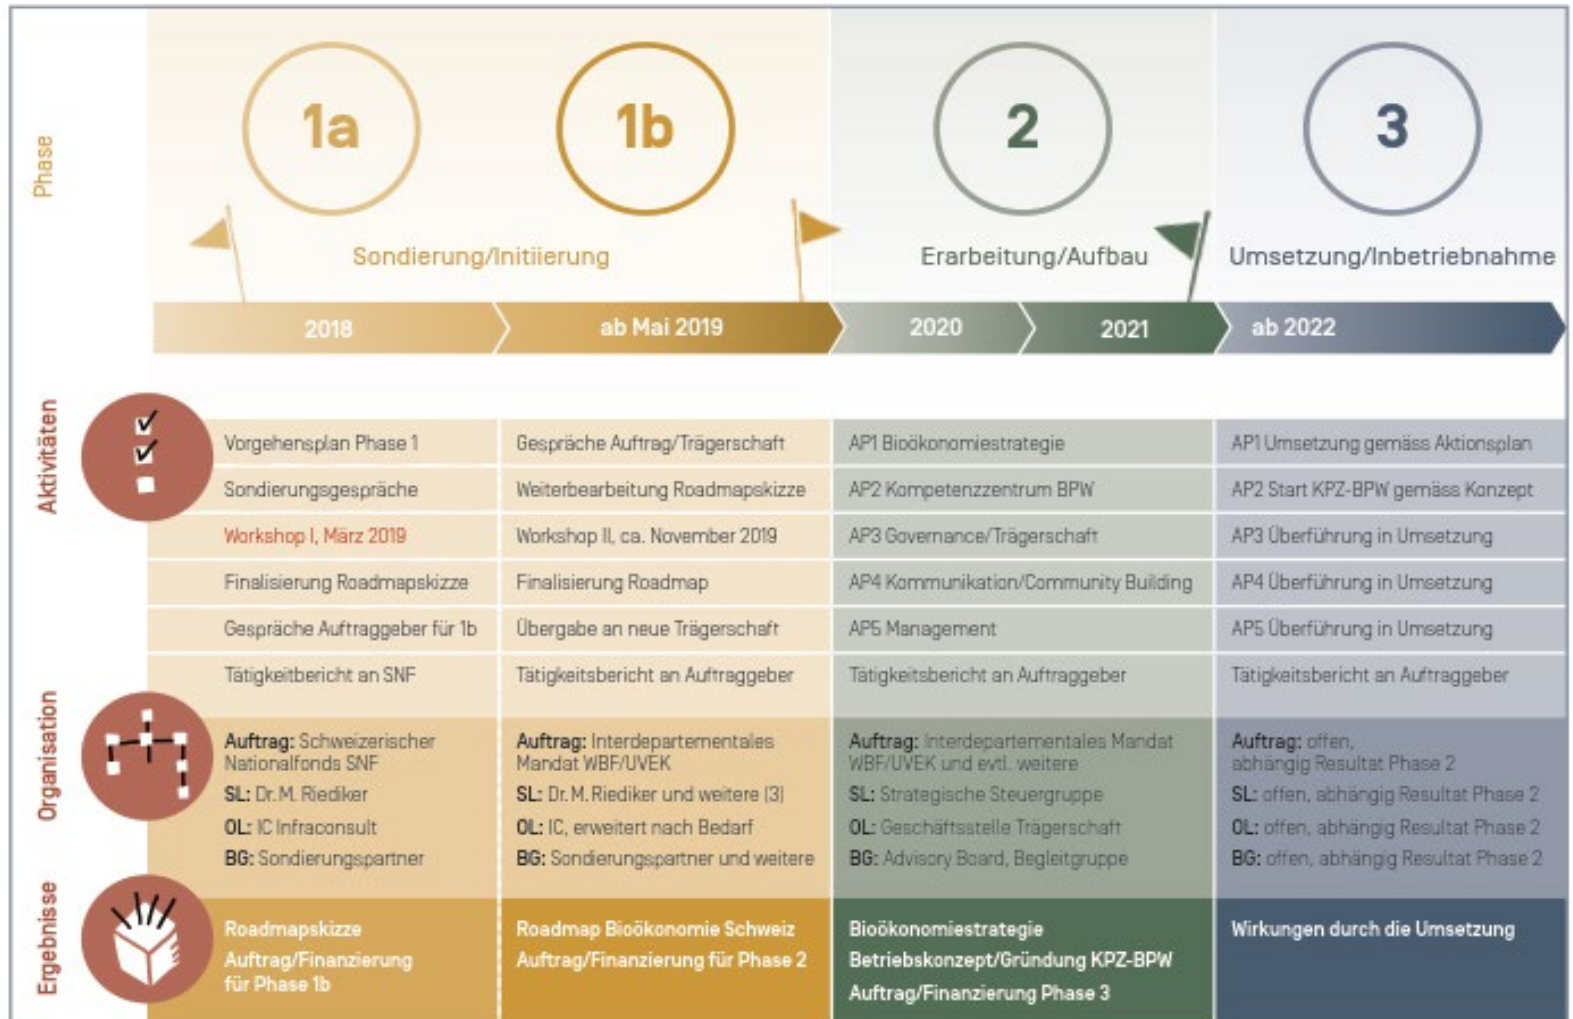 Phase
1a
1b
2
3
Sondierung/Initiierung
Erarbeitung/Aufbau
Umsetzung/Inbetriebnahme
2018
ab Mai 2019
2020
2021
ab 2022
Aktivitäten
Vorgehensplan Phase 1
Gespräche Auftrag/Trägerschaft
AP1 Bioökonomiestrategie
AP1 Umsetzung gemäss Aktionsplan
Sondierungsgespräche
Weiterbearbeitung Roadmapskizze
AP2 Kompetenzzentrum BPW
AP2 Start KPZ-BPW gemäss Konzept
Workshop I, März 2019
Workshop II, ca. November 2019
AP3 Governance/Trägerschaft
AP3 Überführung in Umsetzung
Finalisierung Roadmapskizze
Finalisierung Roadmap
AP4 Kommunikation/Community Building
AP4 Überführung in Umsetzung
Gespräche Auftraggeber für 1b
Übergabe an neue Trägerschaft
AP5 Management
AP5 Überführung in Umsetzung
Tätigkeitbericht an SNF
Tätigkeitsbericht an Auftraggeber
Tätigkeitsbericht an Auftraggeber
Tätigkeitsbericht an Auftraggeber
Organisation
Auftrag: Schweizerischer
Nationalfonds SNF
SL: Dr. M. Riediker
OL: IC Infraconsult
BG: Sondierungspartner
Auftrag: Interdepartementales
Mandat WBF/UVEK
SL: Dr. M. Riediker und weitere (3)
OL: IC, erweitert nach Bedarf
BG: Sondierungspartner und weitere
Auftrag: Interdepartementales Mandat
WBF/UVEK und evtl. weitere
SL: Strategische Steuergruppe
OL: Geschäftsstelle Trägerschaft
BG: Advisory Board, Begleitgruppe
Auftrag: offen,
abhängig Resultat Phase 2
SL: offen, abhängig Resultat Phase 2
OL: offen, abhängig Resultat Phase 2
BG: offen, abhängig Resultat Phase 2
Ergebnisse
Roadmapskizze
Auftrag/Finanzierung
für Phase 1b
Roadmap Bioökonomie Schweiz
Auftrag/Finanzierung für Phase 2
Bioökonomiestrategie
Betriebskonzept/Gründung KPZ-BPW
Auftrag/Finanzierung Phase 3
Wirkungen durch die Umsetzung